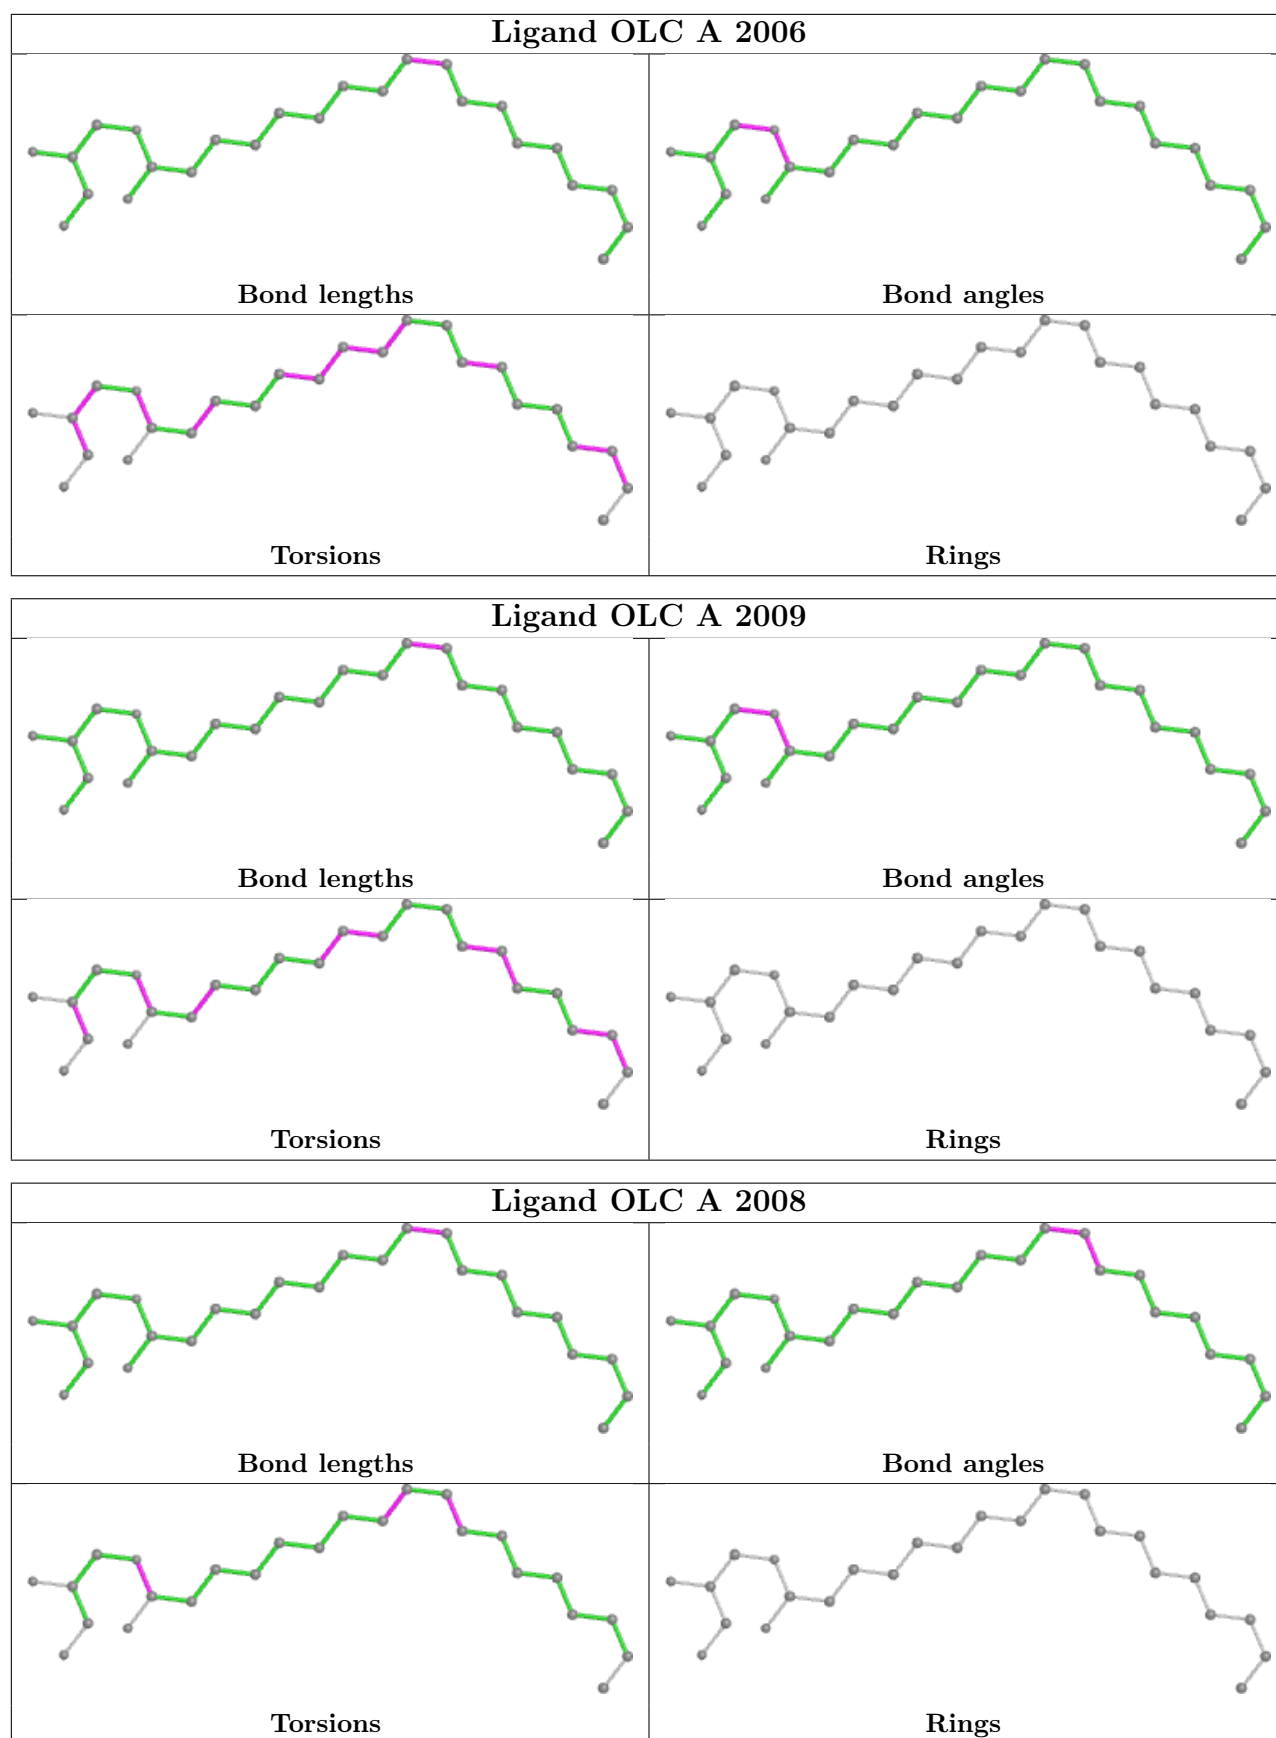 Ligand OLC A 2006
Bond lengths
Bond angles
Torsions
Rings
Ligand OLC A 2009
Bond lengths
Bond angles
Torsions
Rings
Ligand OLC A 2008
Bond lengths
Bond angles
Torsions
Rings